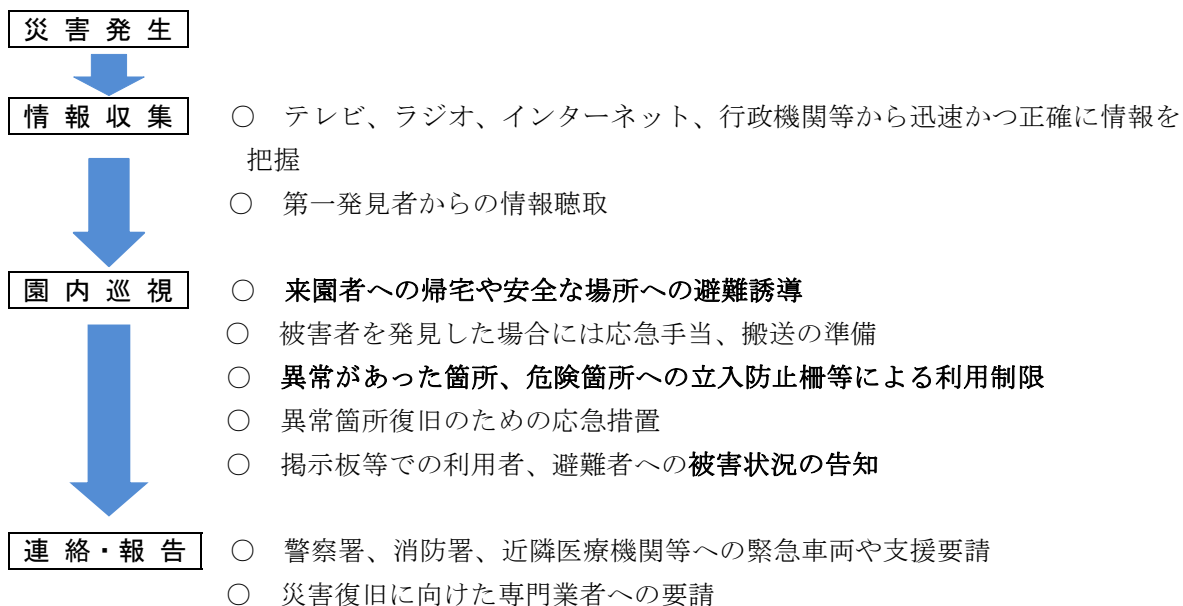 災害発生
情報収集 ○ テレビ、ラジオ、インターネット、行政機関等から迅速かつ正確に情報を
把握
○ 第一発見者からの情報聴取
園内巡視 ○ 来園者への帰宅や安全な場所への避難誘導
○ 被害者を発見した場合には応急手当、搬送の準備
○ 異常があった箇所、危険箇所への立入防止柵等による利用制限
○ 異常箇所復旧のための応急措置
○ 掲示板等での利用者、避難者への被害状況の告知
連絡・報告 ○ 警察署、消防署、近隣医療機関等への緊急車両や支援要請
○ 災害復旧に向けた専門業者への要請